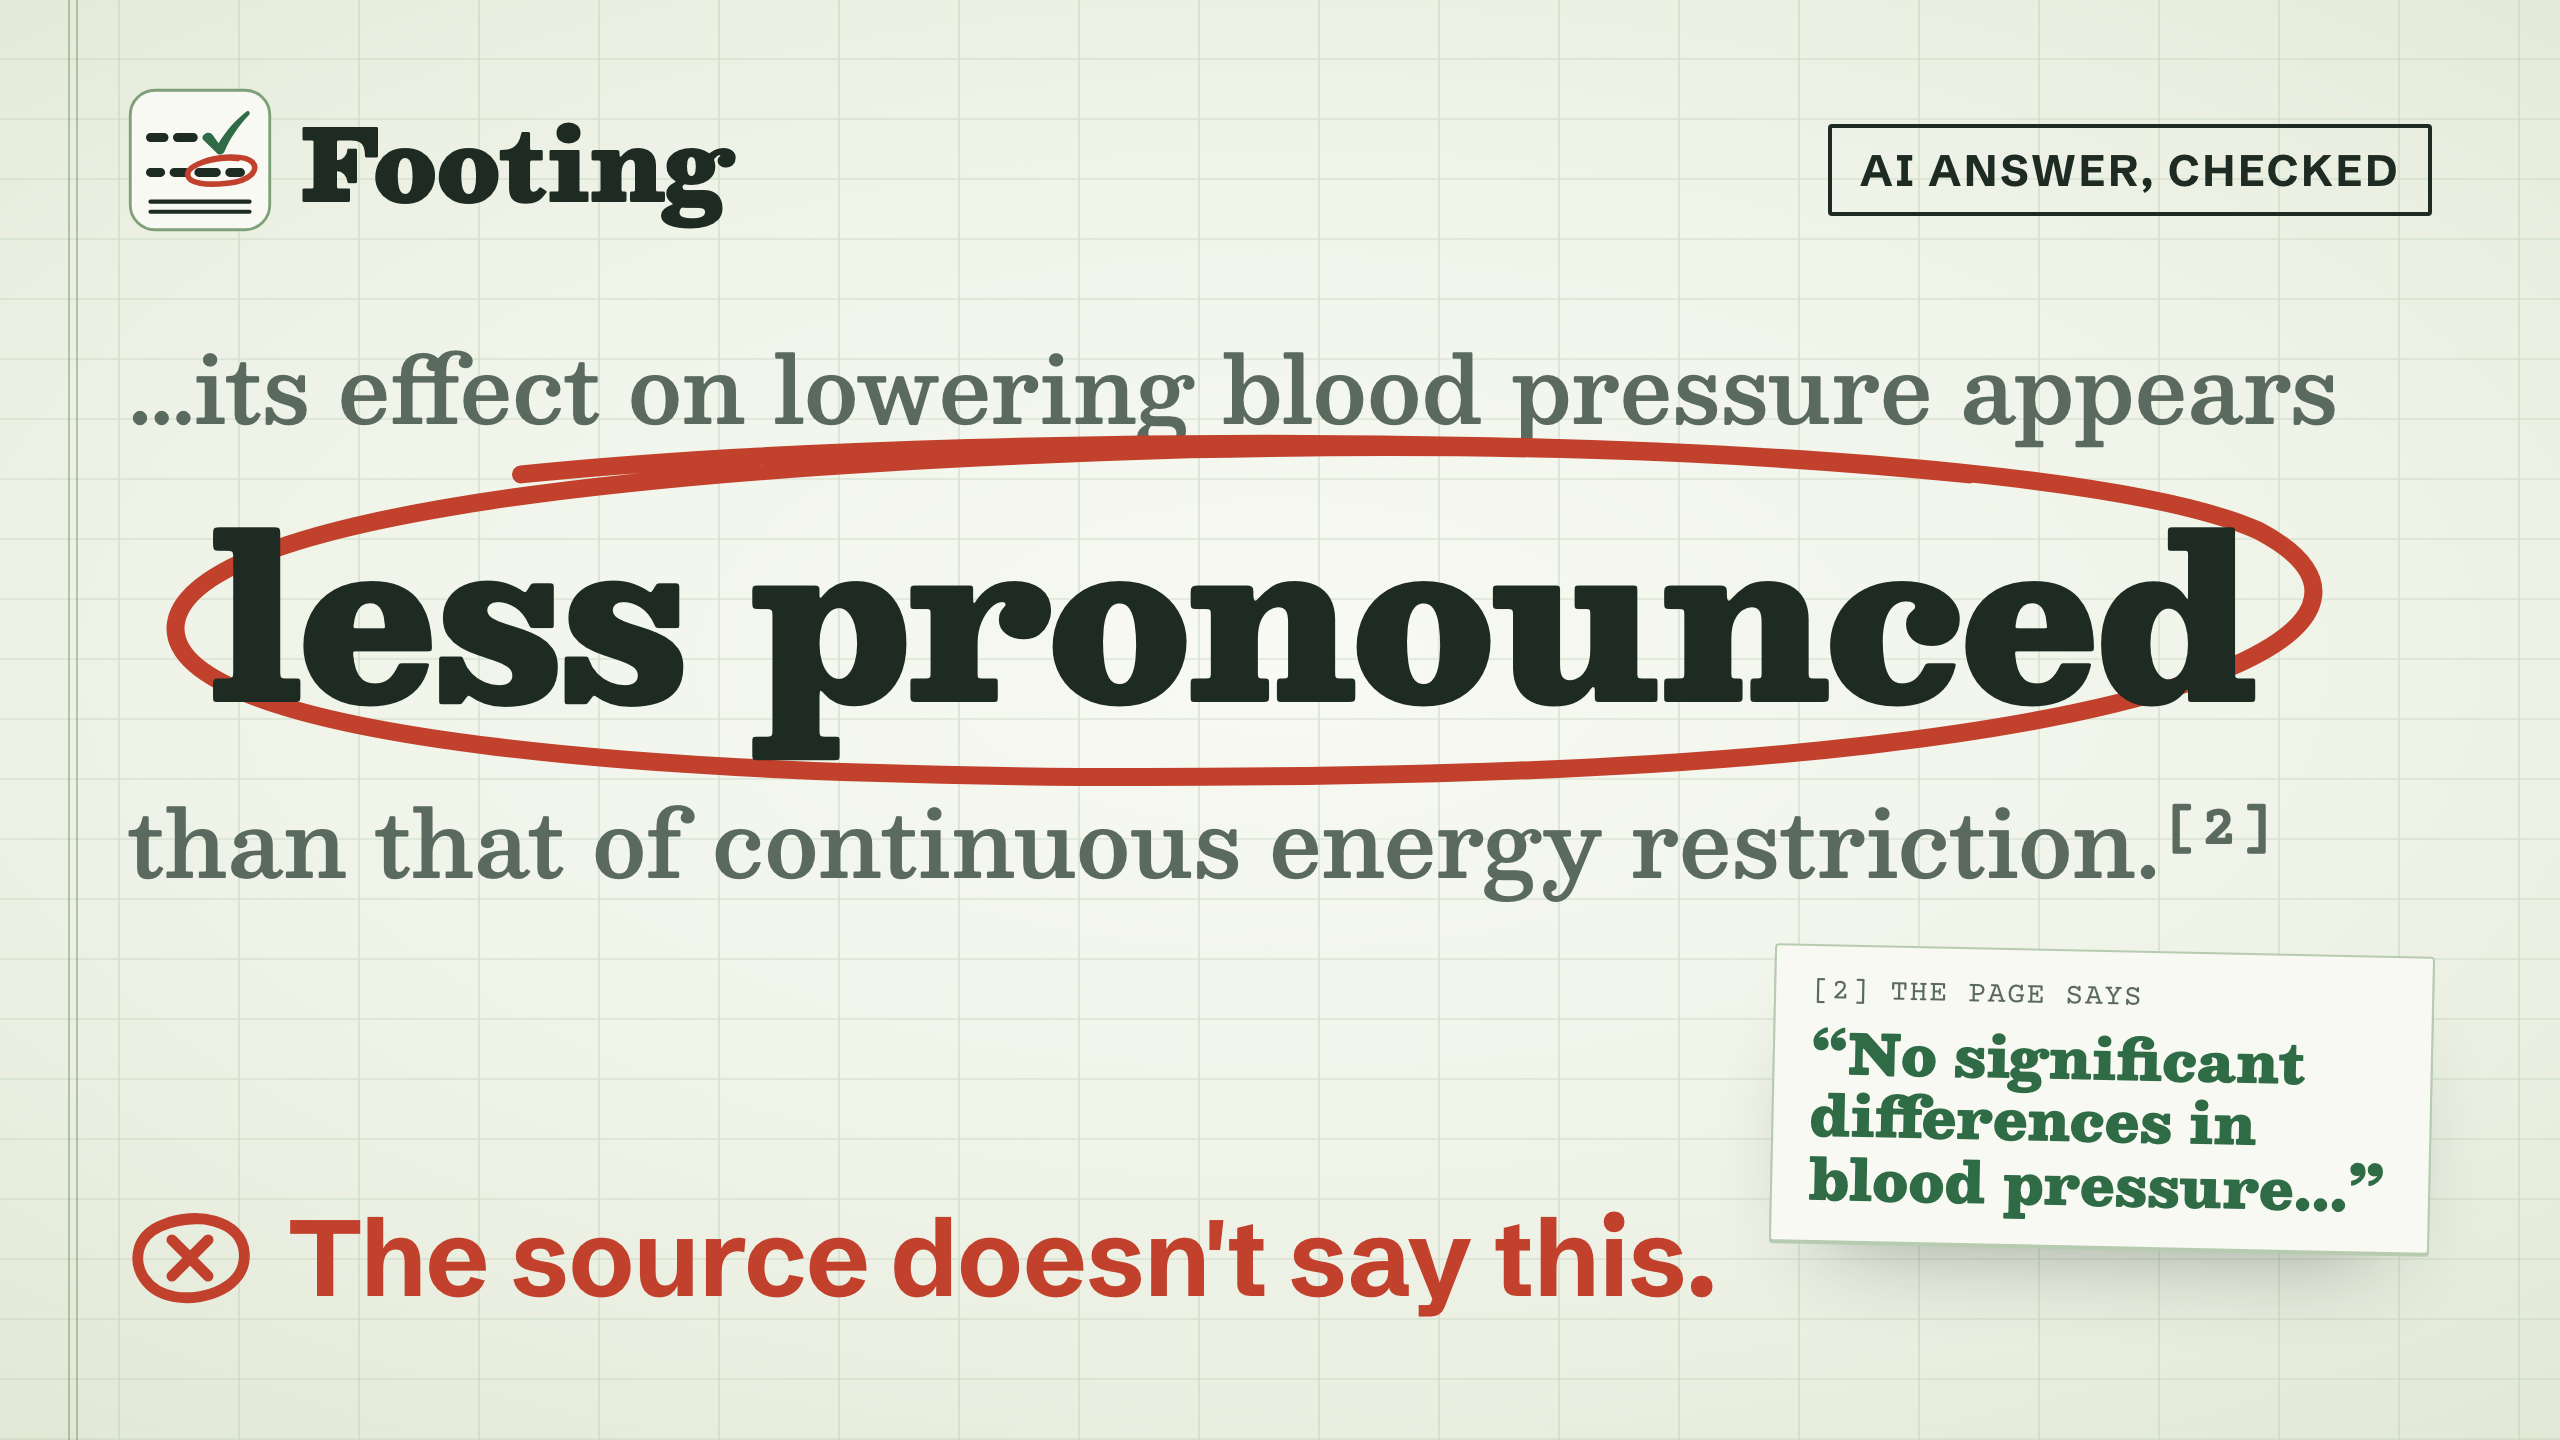 Footing
AI ANSWER, CHECKED
...its effect on lowering blood pressure appears
less pronounced
than that of continuous energy restriction.[2]
[2] THE PAGE SAYS
“No significant
differences in
blood pressure...”
The source doesn't say this.